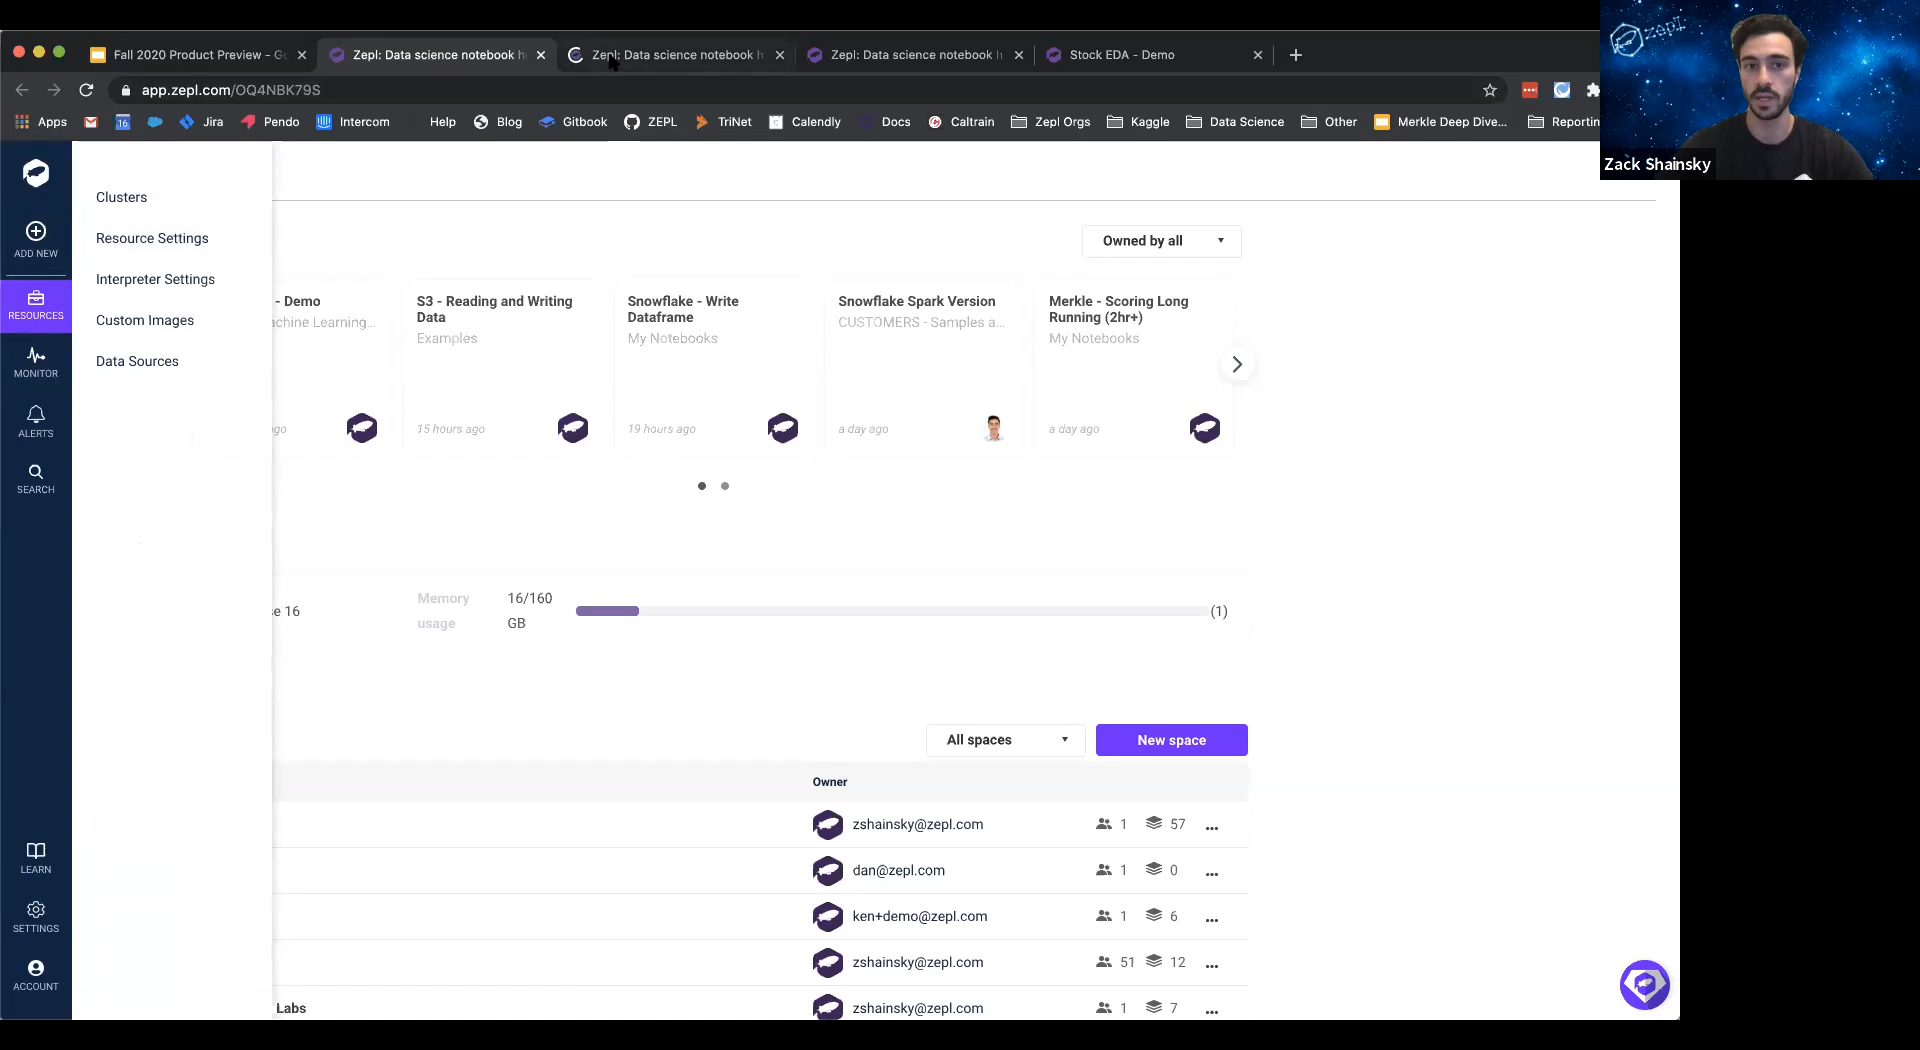 Fall 2020 Product Preview - Go
Zepl: Data science notebook h
Zepl: Data science notebook h
Zepl: Data science notebook h
Stock EDA - Demo
app.zepl.com/OQ4NBK79S
Apps
Jira
Pendo
Intercom
Help
Blog
Gitbook
ZEPL
TriNet
Calendly
Docs
Caltrain
Zepl Orgs
Kaggle
Data Science
Other
Merkle Deep Dive...
Reportin
zepl
Zack Shainsky
ADD NEW
RESOURCES
MONITOR
ALERTS
SEARCH
LEARN
SETTINGS
ACCOUNT
Clusters
Resource Settings
Interpreter Settings
Custom Images
Data Sources
Owned by all
- Demo
achine Learning...
ago
S3 - Reading and Writing
Data
Examples
15 hours ago
Snowflake - Write
Dataframe
My Notebooks
19 hours ago
Snowflake Spark Version
CUSTOMERS - Samples a...
a day ago
Merkle - Scoring Long
Running (2hr+)
My Notebooks
a day ago
se 16
Memory
usage
16/160
GB
(1)
All spaces
New space
Owner
zshainsky@zepl.com
1
57
...
dan@zepl.com
1
0
...
ken+demo@zepl.com
1
6
...
zshainsky@zepl.com
51
12
...
Labs
zshainsky@zepl.com
1
7
...